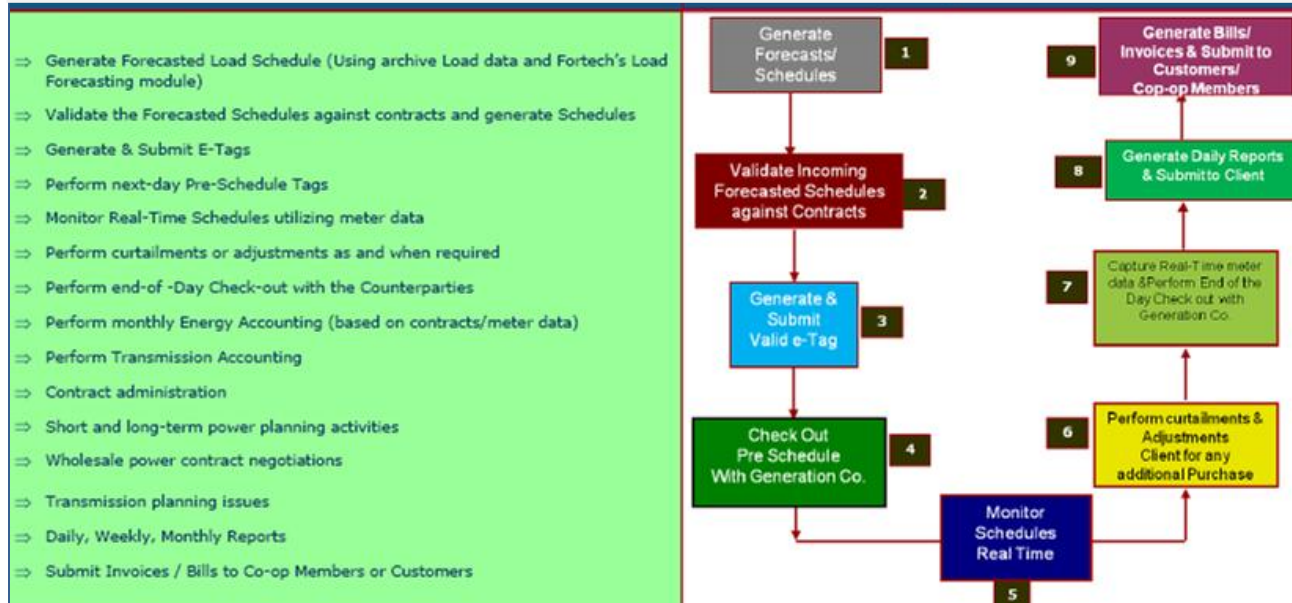 ⇒ Generate Forecasted Load Schedule (Using archive Load data and Fortech's Load
Forecasting module)
⇒ Validate the Forecasted Schedules against contracts and generate Schedules
⇒ Generate & Submit E-Tags
⇒ Perform next-day Pre-Schedule Tags
⇒ Monitor Real-Time Schedules utilizing meter data
⇒ Perform curtailments or adjustments as and when required
⇒ Perform end-of -Day Check-out with the Counterparties
⇒ Perform monthly Energy Accounting (based on contracts/meter data)
⇒ Perform Transmission Accounting
⇒ Contract administration
⇒ Short and long-term power planning activities
⇒ Wholesale power contract negotiations
⇒ Transmission planning issues
⇒ Daily, Weekly, Monthly Reports
⇒ Submit Invoices / Bills to Co-op Members or Customers
Generate
Forecasts/
Schedules
1
Validate Incoming
Forecasted Schedules
against Contracts
2
Generate &
Submit
Valid e-Tag
3
Check Out
Pre Schedule
With Generation Co.
4
Monitor
Schedules
Real Time
5
Perform curtailments &
Adjustments
Client for any
additional Purchase
6
Capture Real-Time meter
data &Perform End of the
Day Check out with
Generation Co.
7
Generate Daily Reports
& Submitto Client
8
Generate Bills/
Invoices & Submit to
Customers/
Cop-op Members
9